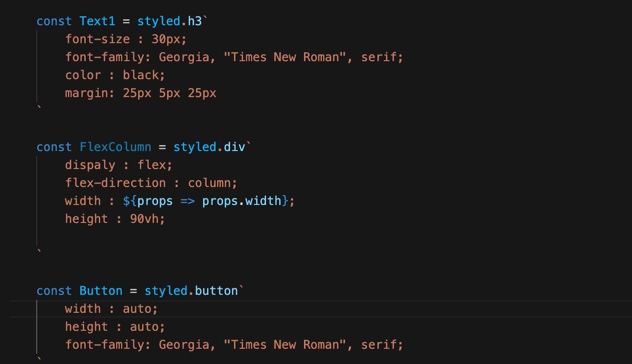 const Text1 = styled.h3`
font-size : 30px;
font-family: Georgia, "Times New Roman", serif;
color : black;
margin: 25px 5px 25px
`
const FlexColumn = styled.div`
dispaly : flex;
flex-direction : column;
width : ${props => props.width};
height : 90vh;
`
const Button = styled.button`
width : auto;
height : auto;
font-family: Georgia, "Times New Roman", serif;
`